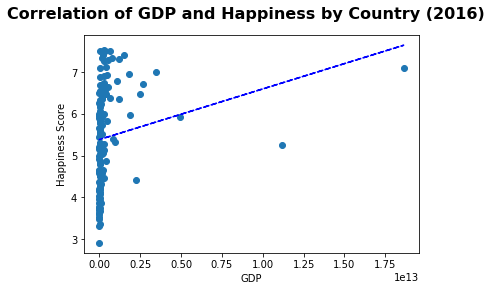 Correlation of GDP and Happiness by Country (2016)
Happiness Score
7
6
5
4
3
0.00 0.25 0.50 0.75 1.00 1.25 1.50 1.75
1e13
GDP